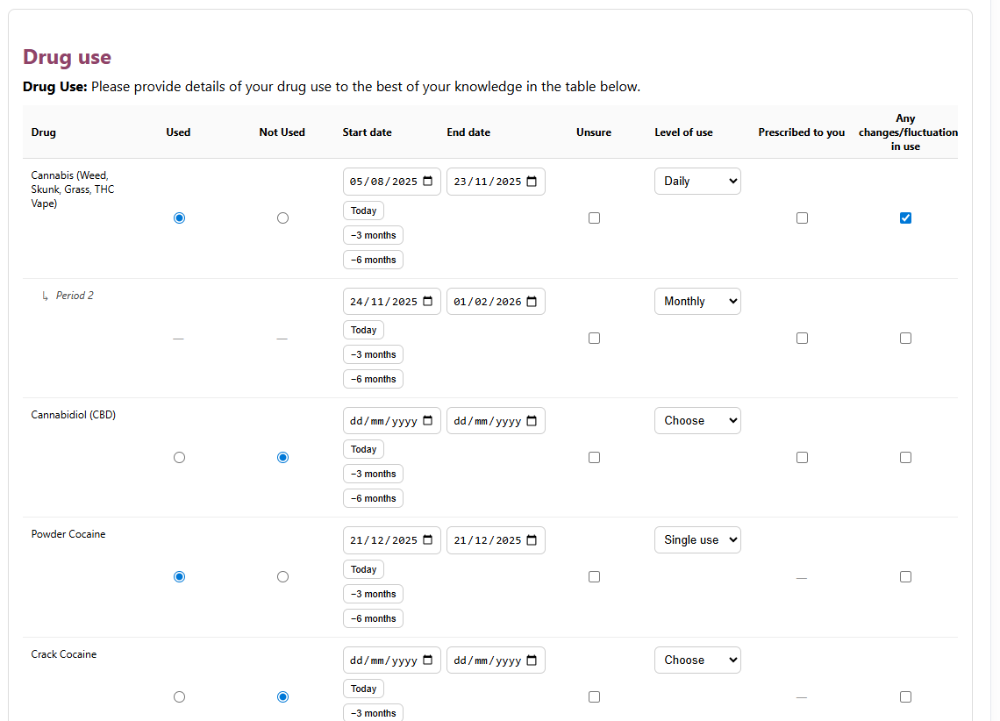 Drug use
Drug Use: Please provide details of your drug use to the best of your knowledge in the table below.
Drug Used Not Used Start date End date Unsure Level of use Prescribed to you Any changes/fluctuation in use
Cannabis (Weed, Skunk, Grass, THC Vape) 05/08/2025 23/11/2025 Daily
Today
−3 months
−6 months
↳ Period 2 — — 24/11/2025 01/02/2026 Monthly
Today
−3 months
−6 months
Cannabidiol (CBD) dd/mm/yyyy dd/mm/yyyy Choose
Today
−3 months
−6 months
Powder Cocaine 21/12/2025 21/12/2025 Single use —
Today
−3 months
−6 months
Crack Cocaine dd/mm/yyyy dd/mm/yyyy Choose —
Today
−3 months